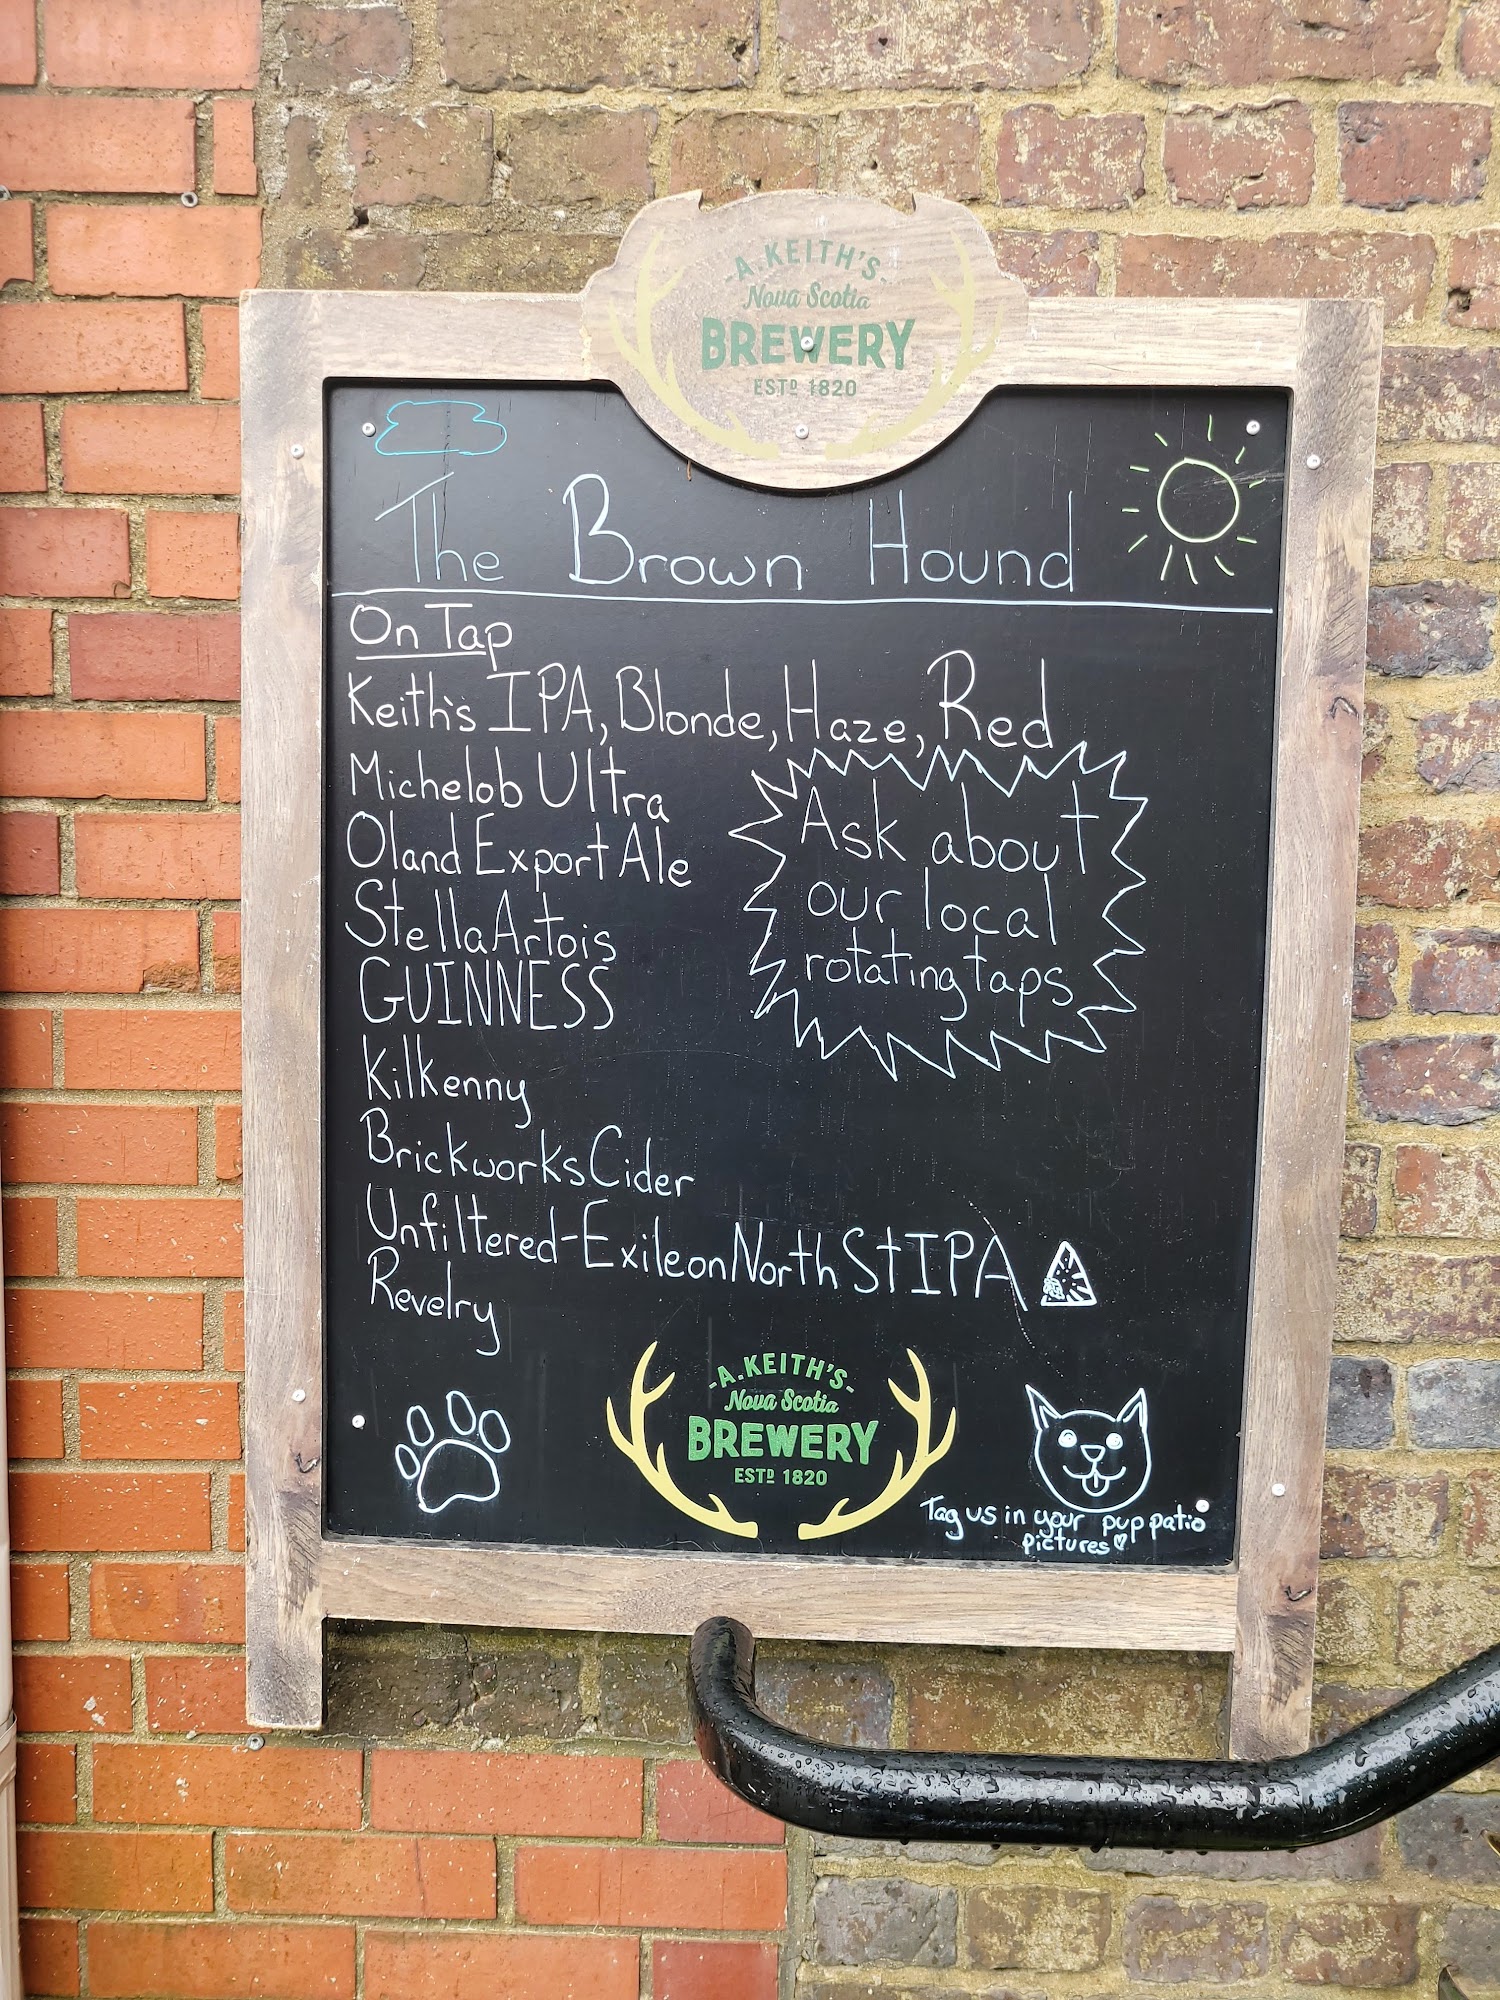 A. KEITH'S
Nova Scotia
BREWERY
ESTD 1820
The Brown Hound
On Tap
Keith's IPA, Blonde, Haze, Red
Michelob Ultra
Oland Export Ale
Stella Artois
GUINNESS
Kilkenny
Brickworks Cider
Unfiltered-Exile on North St IPA
Revelry
Ask about
our local
rotating taps
-A. KEITH'S-
Nova Scotia
BREWERY
ESTD 1820
Tag us in your pup patio
pictures♡